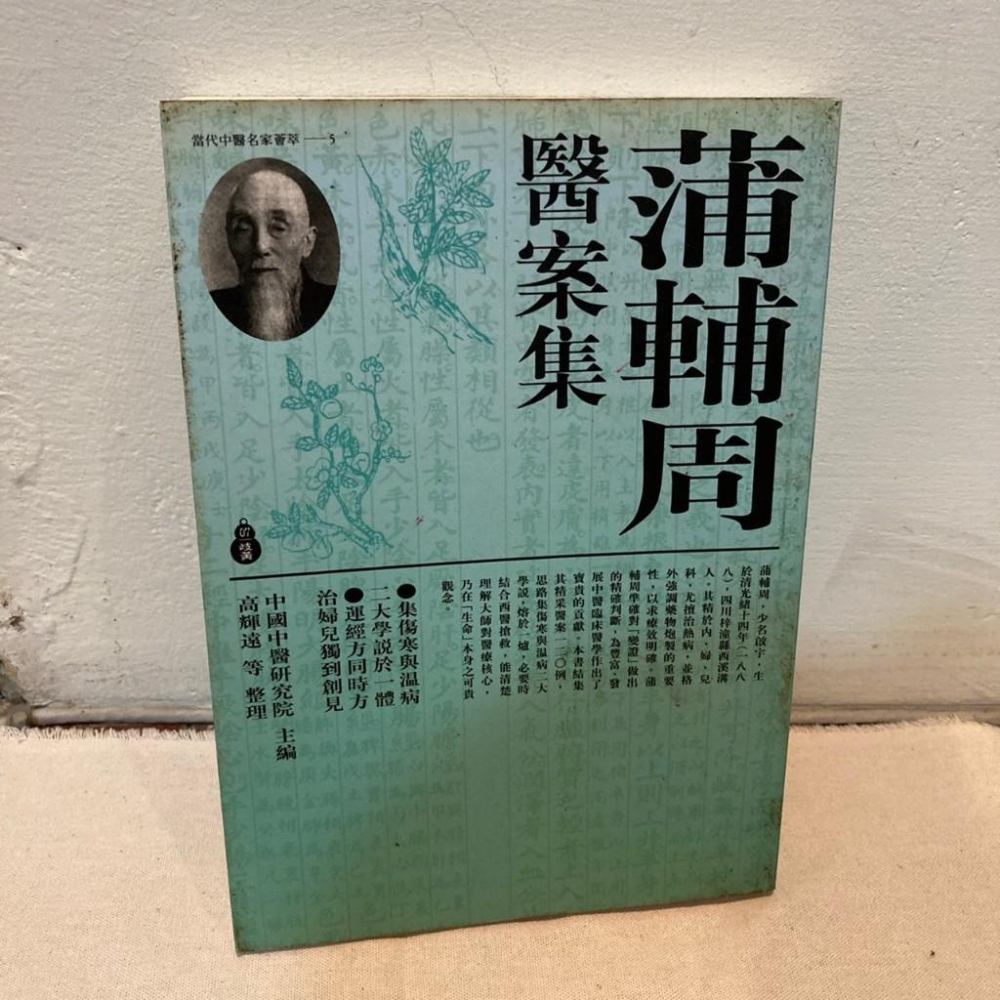 當代中醫名家薈萃──5
蒲輔周
醫案集
岐黃
蒲輔周，少名啟宇，生
於清光緒十四年（一八八
八），四川梓潼縣西溪溝
人。其精於內、婦、兒
科，尤擅治熱病，並格
外強調藥物炮製的重要
性，以求療效明確。蒲
輔周準確對「變證」做出
的精確判斷，為豐富、發
展中醫臨床醫學作出了
寶貴的貢獻。本書結集
其精采醫案一二○例，
思路集傷寒與溫病二大
學說，熔於一爐，必要時
結合西醫搶救，能清楚
理解大師對醫療核心，
乃在「生命」本身之可貴
觀念。
●集傷寒與温病
二大學說於一體
●運經方同時方
治婦兒獨到創見
中國中醫研究院 主編
高輝遠 等 整理